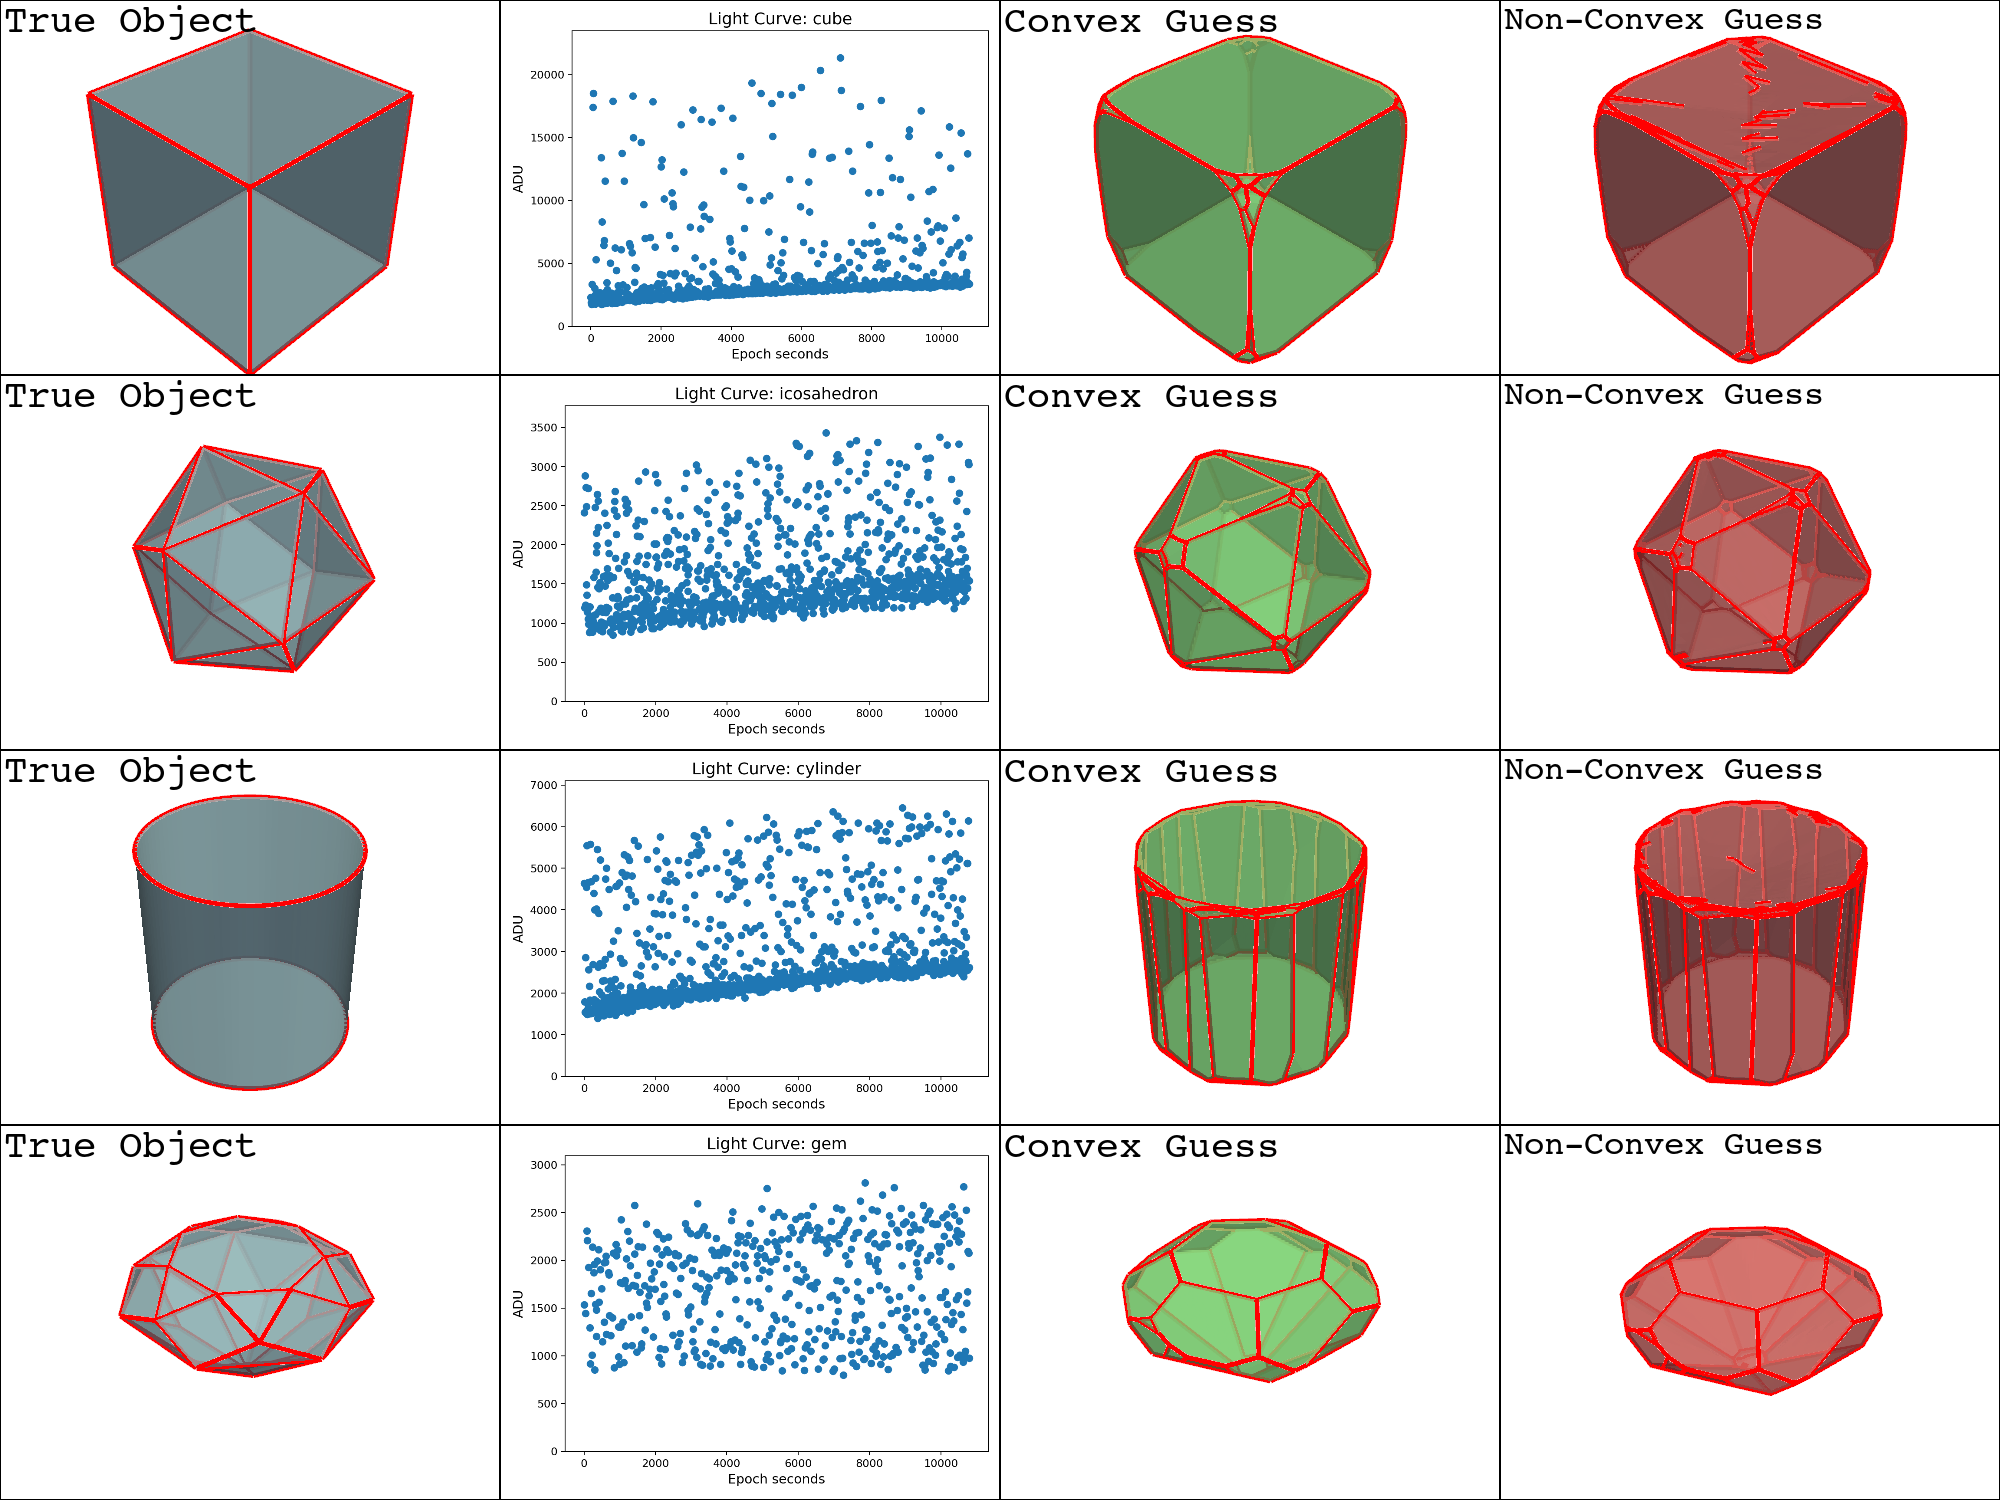 True Object
Light Curve: cube
20000
15000
10000
5000
0
ADU
0 2000 4000 6000 8000 10000
Epoch seconds
Convex Guess
Non-Convex Guess
True Object
Light Curve: icosahedron
3500
3000
2500
2000
1500
1000
500
0
ADU
0 2000 4000 6000 8000 10000
Epoch seconds
Convex Guess
Non-Convex Guess
True Object
Light Curve: cylinder
7000
6000
5000
4000
3000
2000
1000
0
ADU
0 2000 4000 6000 8000 10000
Epoch seconds
Convex Guess
Non-Convex Guess
True Object
Light Curve: gem
3000
2500
2000
1500
1000
500
0
ADU
0 2000 4000 6000 8000 10000
Epoch seconds
Convex Guess
Non-Convex Guess